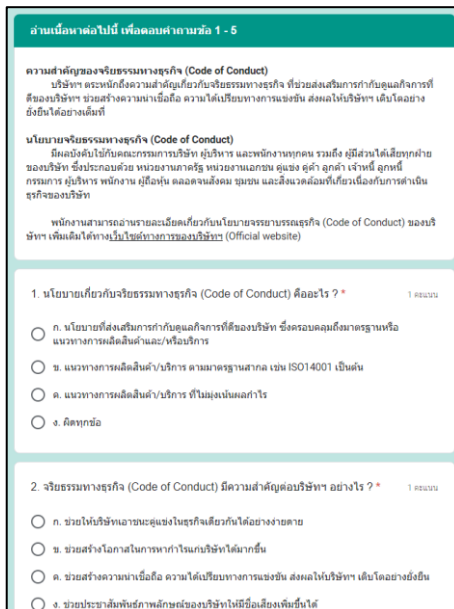 อ่านเนื้อหาต่อไปนี้ เพื่อตอบคำถามข้อ 1 - 5
ความสำคัญของจริยธรรมทางธุรกิจ (Code of Conduct)
บริษัทฯ ตระหนักถึงความสำคัญเกี่ยวกับจริยธรรมทางธุรกิจ ที่ช่วยส่งเสริมการกำกับดูแลกิจการที่
ดีของบริษัทฯ ช่วยสร้างความน่าเชื่อถือ ความได้เปรียบทางการแข่งขัน ส่งผลให้บริษัทฯ เติบโตอย่าง
ยั่งยืนได้อย่างเต็มที่
นโยบายจริยธรรมทางธุรกิจ (Code of Conduct)
มีผลบังคับใช้กับคณะกรรมการบริษัท ผู้บริหาร และพนักงานทุกคน รวมถึง ผู้มีส่วนได้เสียทุกฝ่าย
ของบริษัท ซึ่งประกอบด้วย หน่วยงานภาครัฐ หน่วยงานเอกชน คู่แข่ง คู่ค้า ลูกค้า เจ้าหนี้ ลูกหนี้
กรรมการ ผู้บริหาร พนักงาน ผู้ถือหุ้น ตลอดจนสังคม ชุมชน และสิ่งแวดล้อมที่เกี่ยวเนื่องกับการดำเนิน
ธุรกิจของบริษัท
พนักงานสามารถอ่านรายละเอียดเกี่ยวกับนโยบายจรรยาบรรณธุรกิจ (Code of Conduct) ของบริ
ษัทฯ เพิ่มเติมได้ทางเว็บไซต์ทางการของบริษัทฯ (Official website)
1. นโยบายเกี่ยวกับจริยธรรมทางธุรกิจ (Code of Conduct) คืออะไร ? * 1 คะแนน
ก. นโยบายที่ส่งเสริมการกำกับดูแลกิจการที่ดีของบริษัท ซึ่งครอบคลุมถึงมาตรฐานหรือ
แนวทางการผลิตสินค้าและ/หรือบริการ
ข. แนวทางการผลิตสินค้า/บริการ ตามมาตรฐานสากล เช่น ISO14001 เป็นต้น
ค. แนวทางการผลิตสินค้า/บริการ ที่ไม่มุ่งเน้นผลกำไร
ง. ผิดทุกข้อ
2. จริยธรรมทางธุรกิจ (Code of Conduct) มีความสำคัญต่อบริษัทฯ อย่างไร ? * 1 คะแนน
ก. ช่วยให้บริษัทเอาชนะคู่แข่งในธุรกิจเดียวกันได้อย่างง่ายดาย
ข. ช่วยสร้างโอกาสในการหากำไรแก่บริษัทได้มากขึ้น
ค. ช่วยสร้างความน่าเชื่อถือ ความได้เปรียบทางการแข่งขัน ส่งผลให้บริษัทฯ เติบโตอย่างยั่งยืน
ง. ช่วยประชาสัมพันธ์ภาพลักษณ์ของบริษัทให้มีชื่อเสียงเพิ่มขึ้นได้